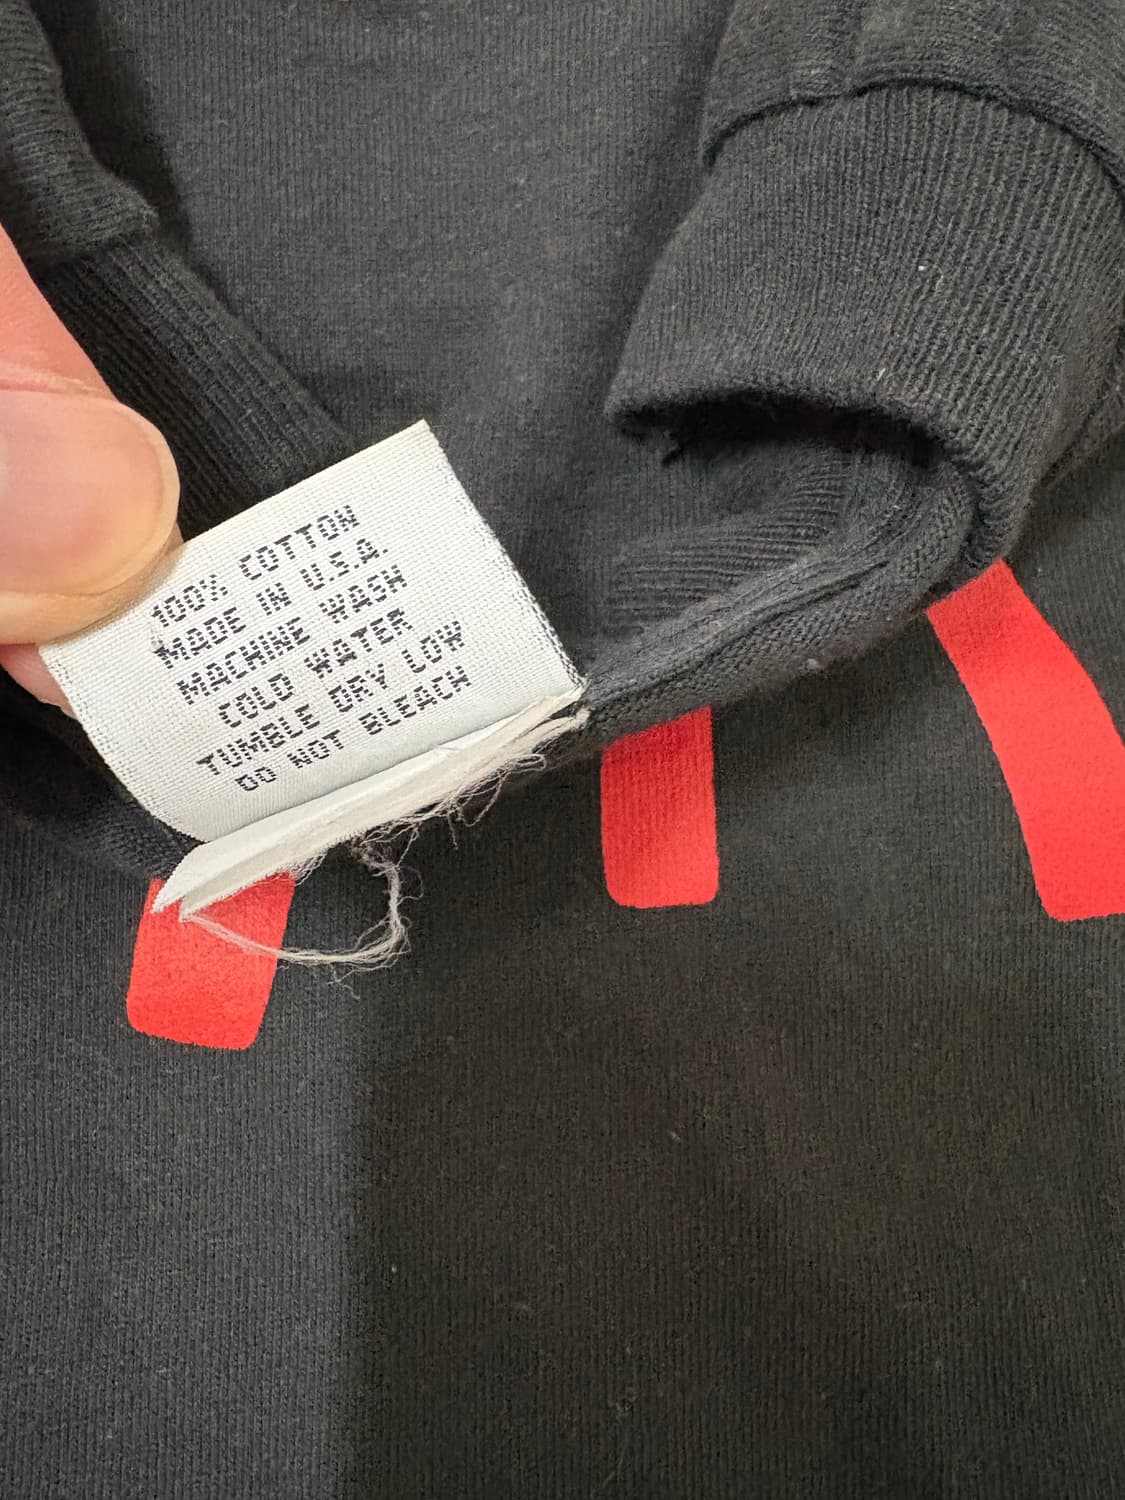 100% COTTON
MADE IN U.S.A.
MACHINE WASH
COLD WATER
TUMBLE DRY LOW
DO NOT BLEACH